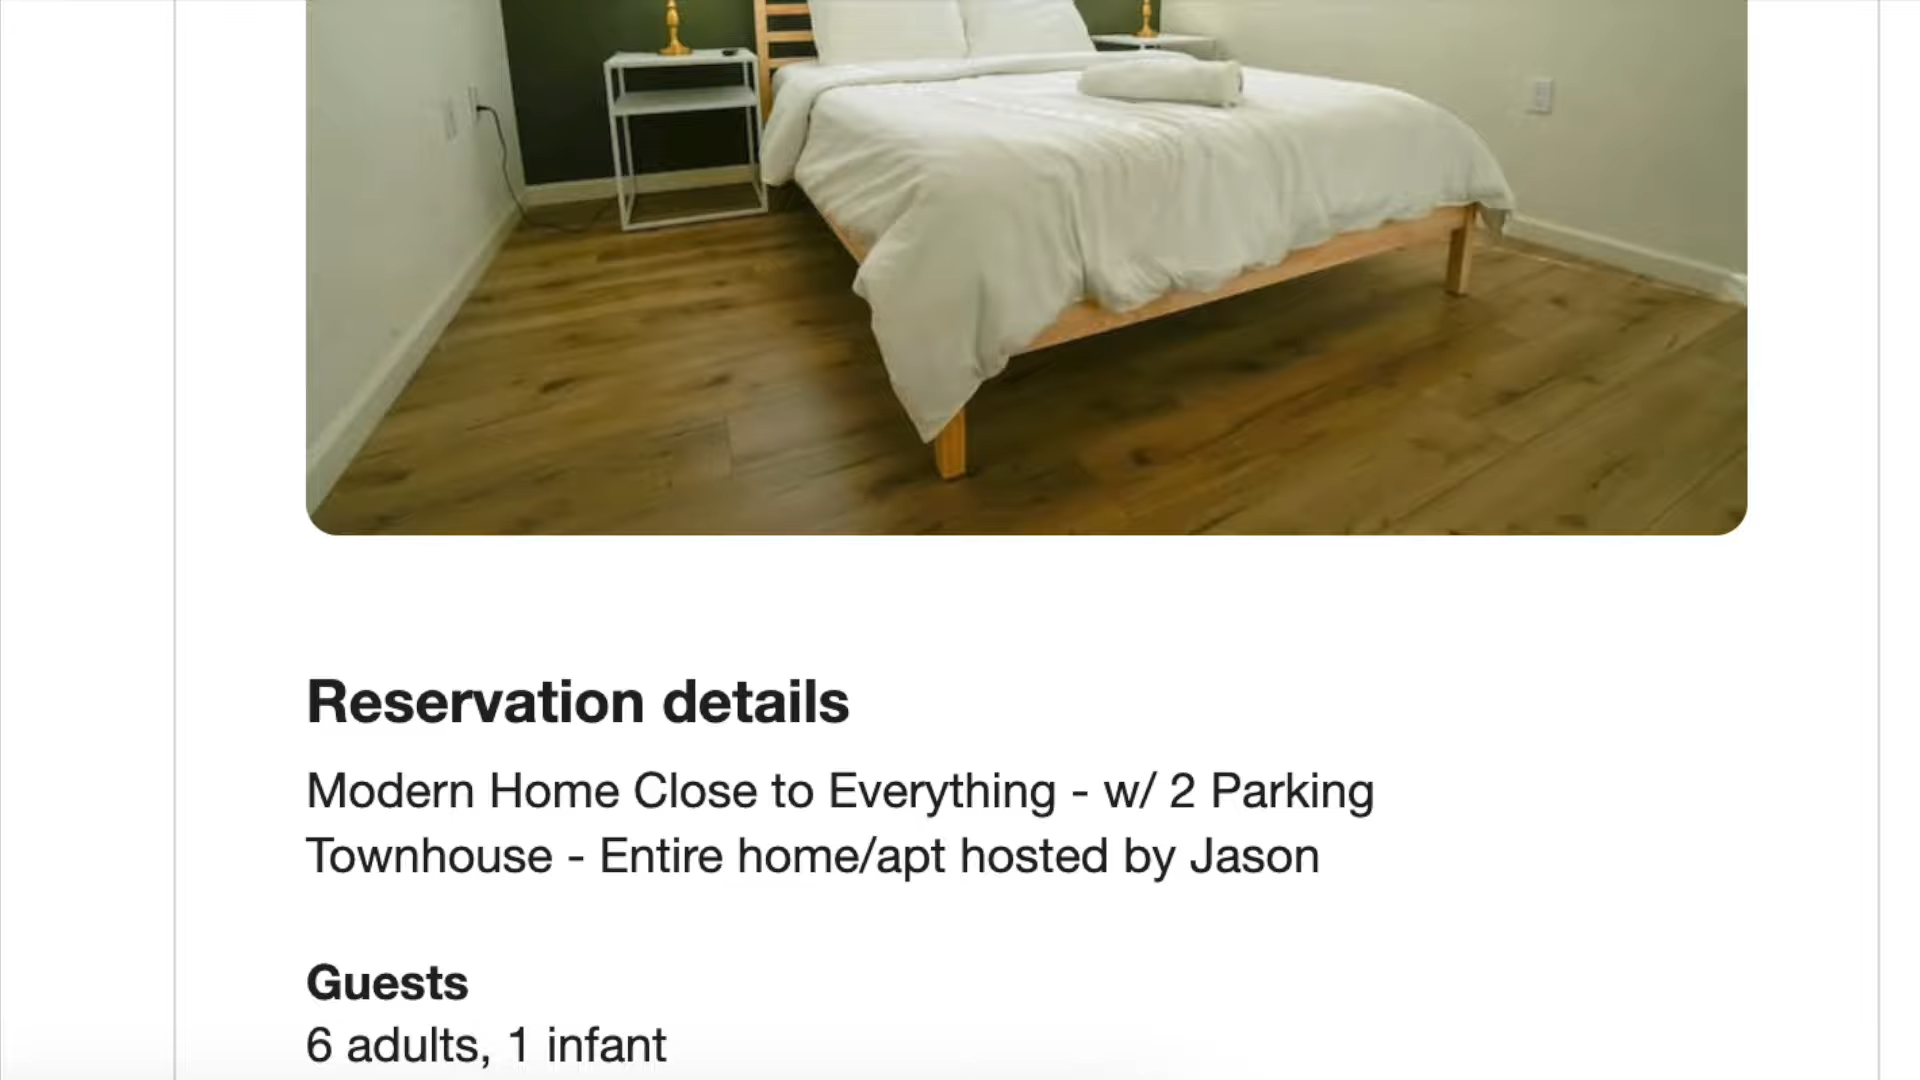 Reservation details
Modern Home Close to Everything - w/ 2 Parking
Townhouse - Entire home/apt hosted by Jason
Guests
6 adults, 1 infant